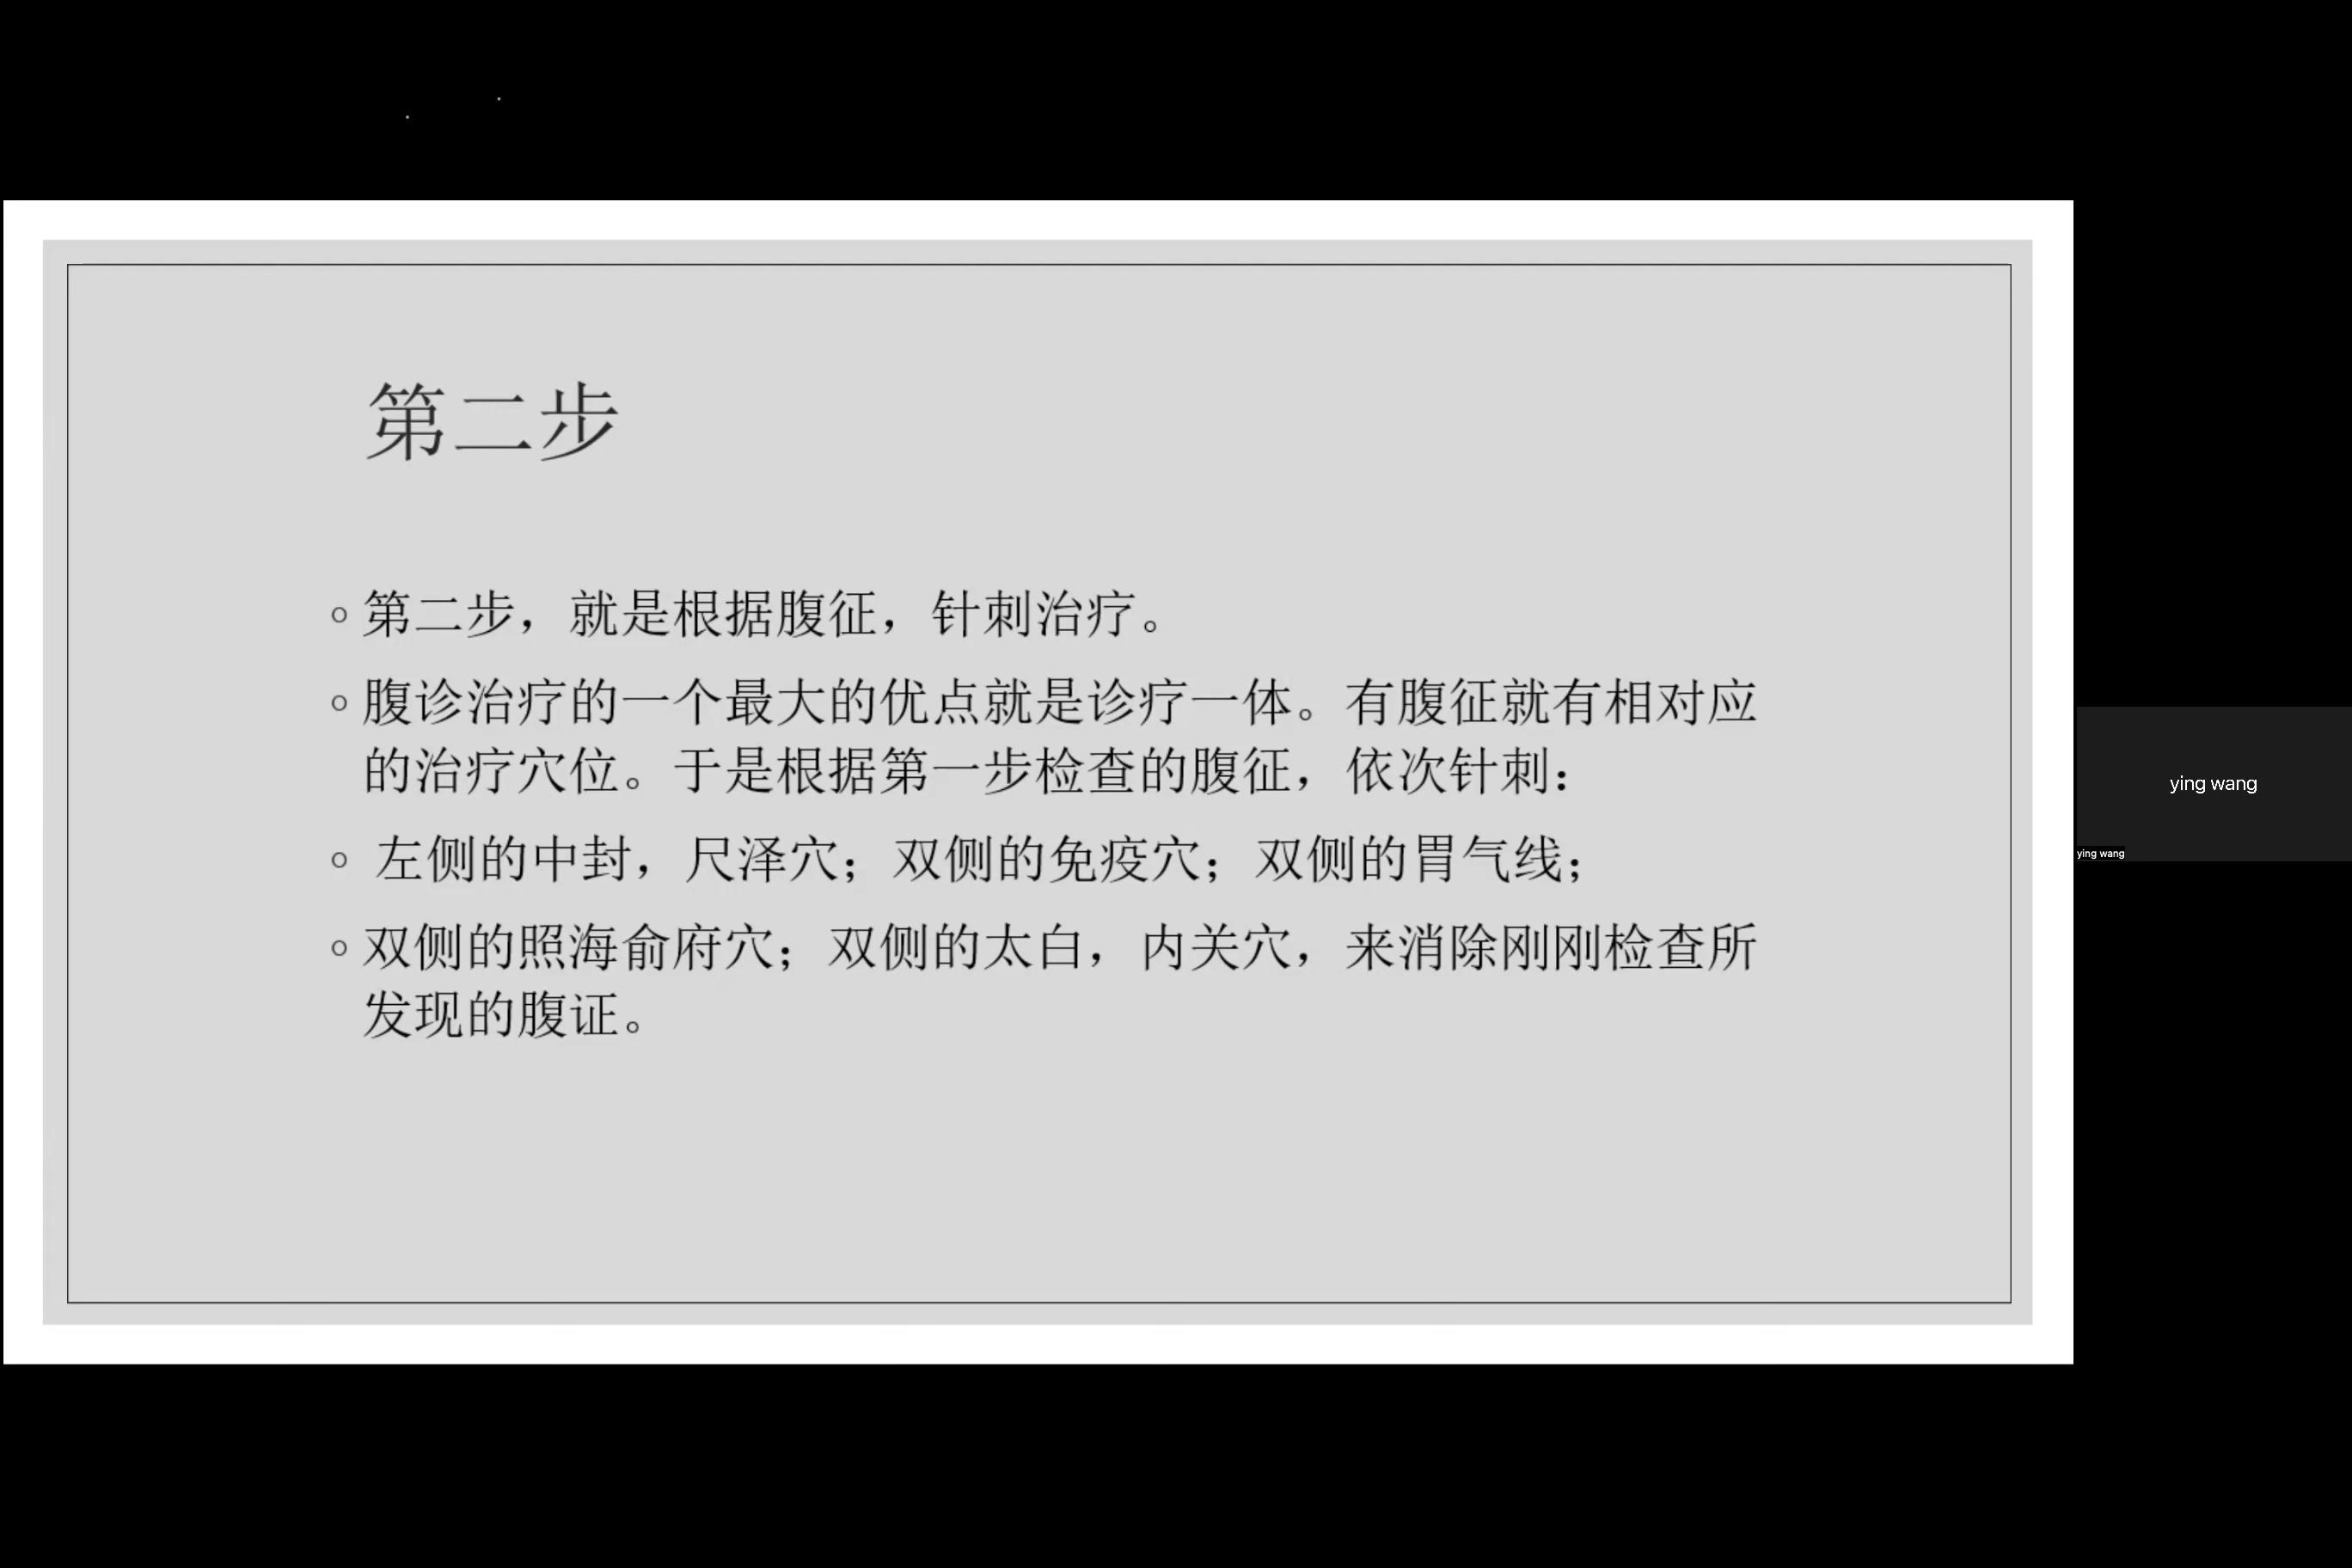 第二步
第二步，就是根据腹征，针刺治疗。
腹诊治疗的一个最大的优点就是诊疗一体。有腹征就有相对应
的治疗穴位。于是根据第一步检查的腹征，依次针刺：
左侧的中封，尺泽穴；双侧的免疫穴；双侧的胃气线；
双侧的照海俞府穴；双侧的太白，内关穴，来消除刚刚检查所
发现的腹证。
ying wang
ying wang